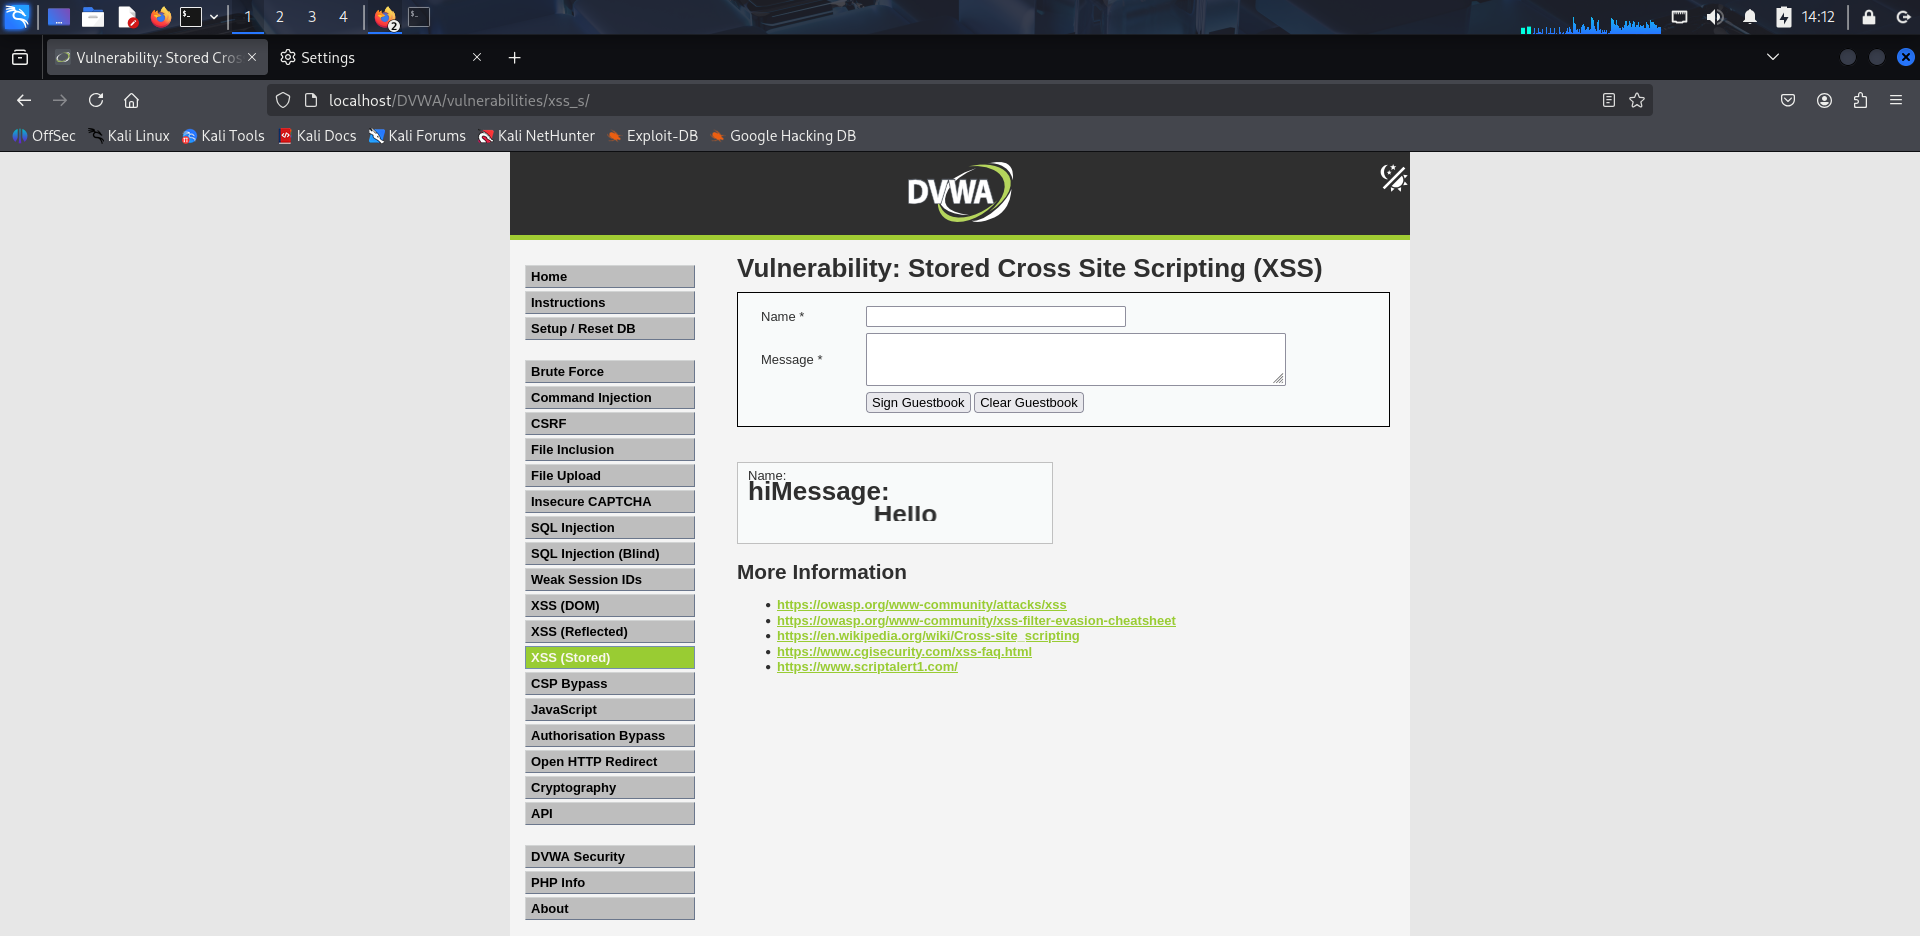 1 2 3 4 2 14:12
Vulnerability: Stored Cros Settings
localhost/DVWA/vulnerabilities/xss_s/
OffSec Kali Linux Kali Tools Kali Docs Kali Forums Kali NetHunter Exploit-DB Google Hacking DB
DVWA
Home
Instructions
Setup / Reset DB
Brute Force
Command Injection
CSRF
File Inclusion
File Upload
Insecure CAPTCHA
SQL Injection
SQL Injection (Blind)
Weak Session IDs
XSS (DOM)
XSS (Reflected)
XSS (Stored)
CSP Bypass
JavaScript
Authorisation Bypass
Open HTTP Redirect
Cryptography
API
DVWA Security
PHP Info
About
Vulnerability: Stored Cross Site Scripting (XSS)
Name *
Message *
Sign Guestbook Clear Guestbook
Name:
hiMessage:
Hello
More Information
https://owasp.org/www-community/attacks/xss
https://owasp.org/www-community/xss-filter-evasion-cheatsheet
https://en.wikipedia.org/wiki/Cross-site_scripting
https://www.cgisecurity.com/xss-faq.html
https://www.scriptalert1.com/